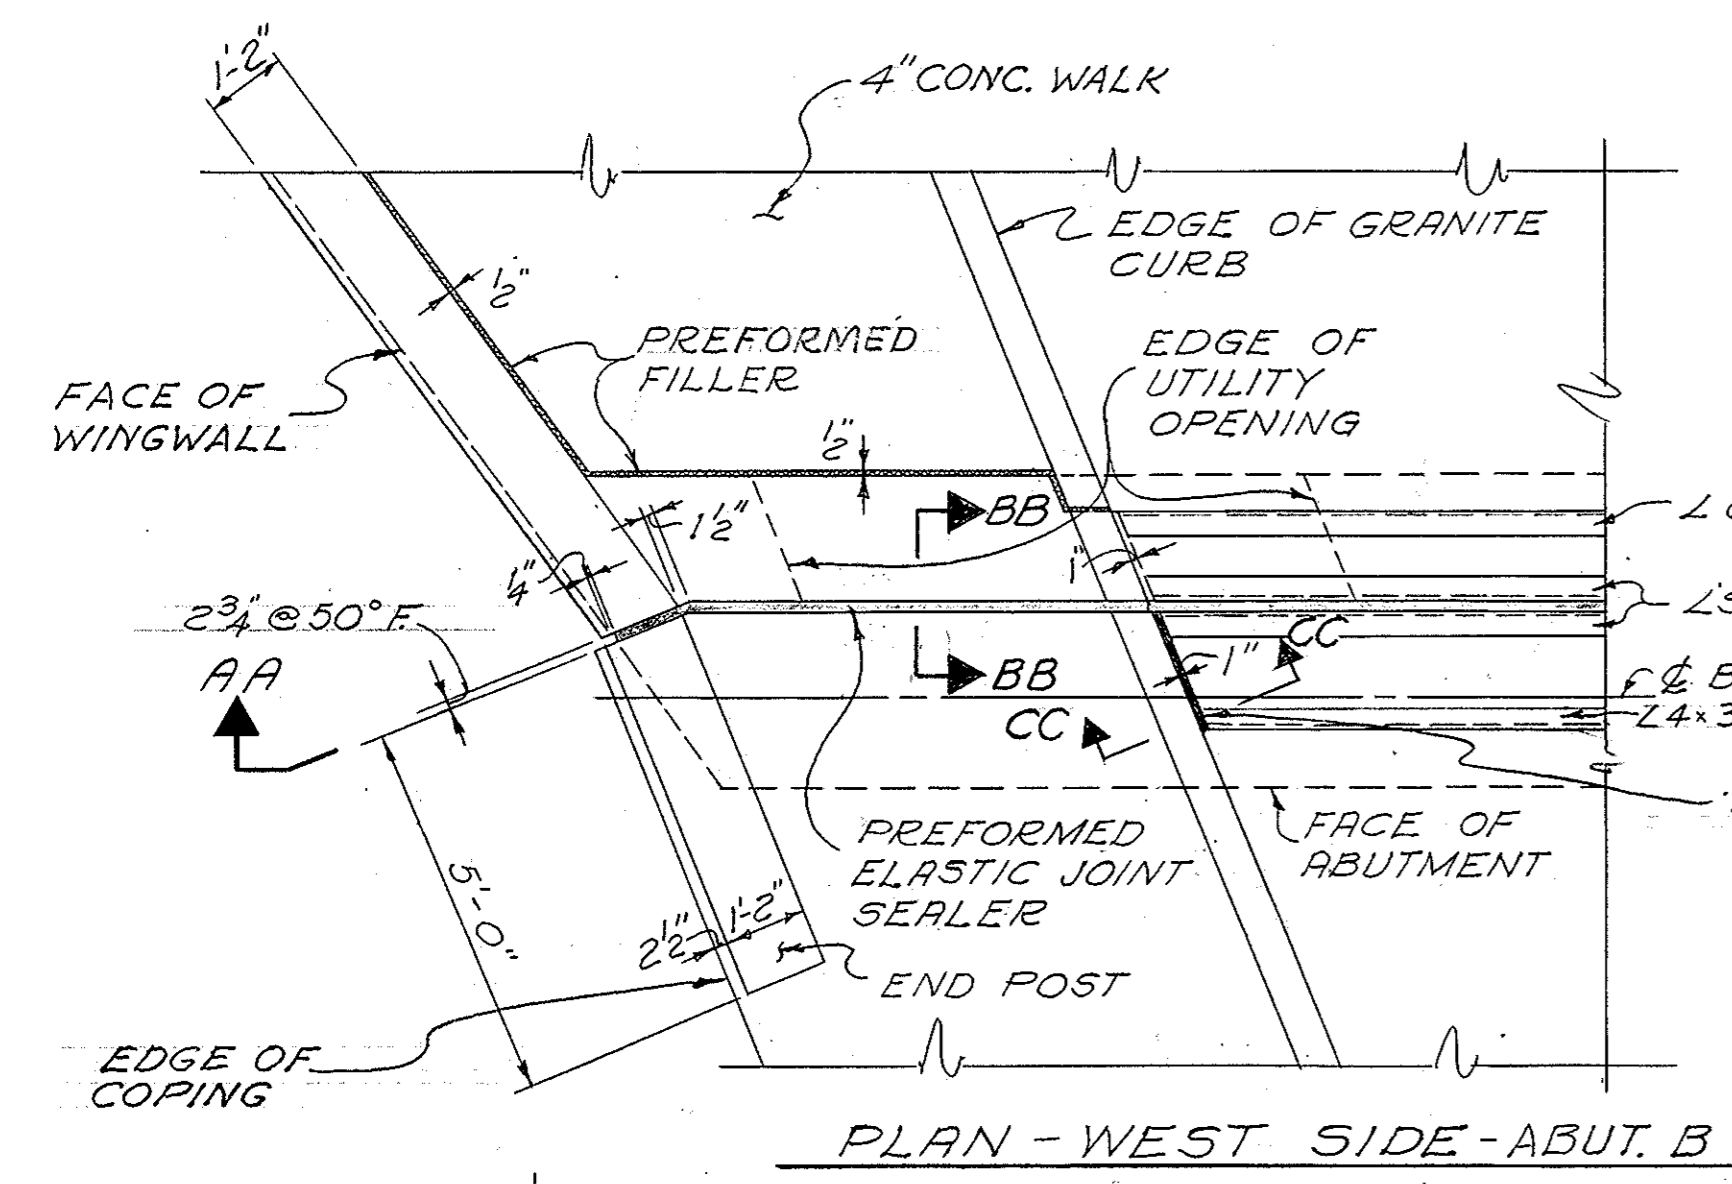 1'-2"
4" CONC. WALK
EDGE OF GRANITE
CURB
1/2"
PREFORMED
FILLER
EDGE OF
UTILITY
OPENING
FACE OF
WINGWALL
1/2"
BB
L
1 1/2"
1"
1/4"
L'S
2 3/4" @ 50° F.
CC
1"
AA
BB
℄ B
L4×3
CC
PREFORMED
ELASTIC JOINT
SEALER
FACE OF
ABUTMENT
5'-0"
1'-2"
2 1/2"
END POST
EDGE OF
COPING
PLAN - WEST SIDE - ABUT. B